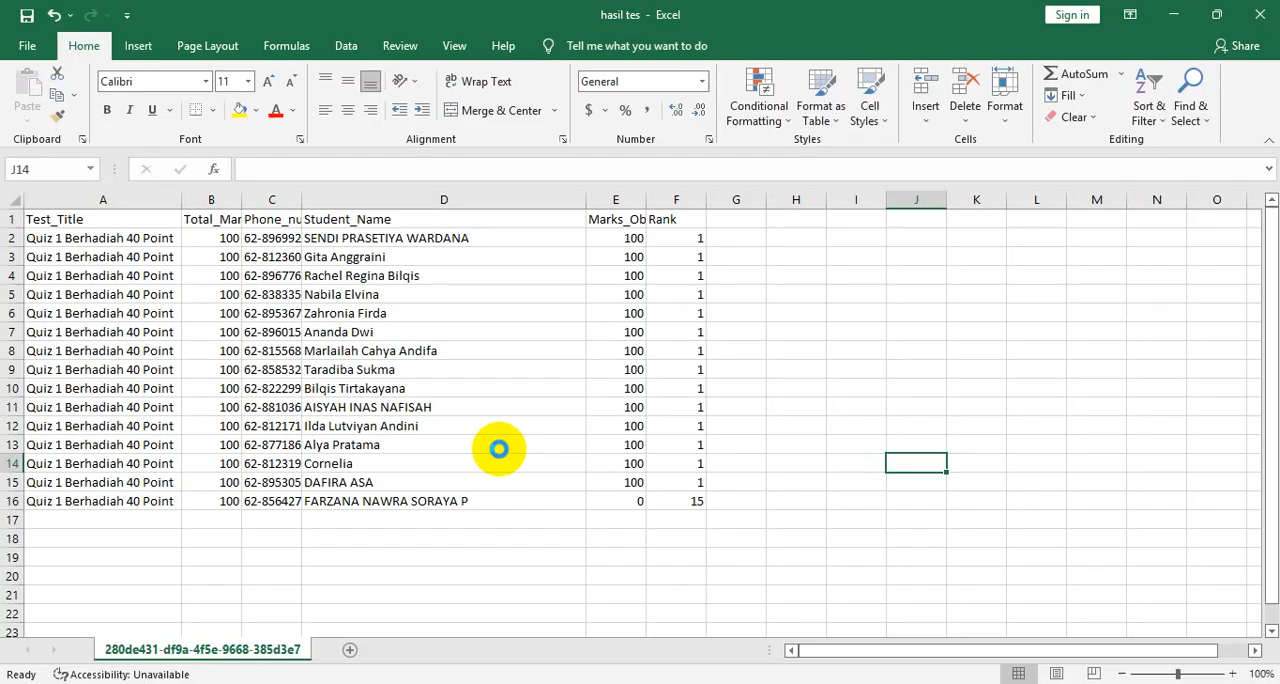 hasil tes - Excel
Sign in
File Home Insert Page Layout Formulas Data Review View Help Tell me what you want to do Share
Paste
Calibri 11
Wrap Text
General
Merge & Center
Conditional Formatting
Format as Table
Cell Styles
Insert
Delete
Format
AutoSum
Fill
Clear
Sort & Filter
Find & Select
Clipboard Font Alignment Number Styles Cells Editing
J14
A B C D E F G H I J K L M N O
1 Test_Title Total_Mar Phone_nu Student_Name Marks_Ob Rank
2 Quiz 1 Berhadiah 40 Point 100 62-896992 SENDI PRASETIYA WARDANA 100 1
3 Quiz 1 Berhadiah 40 Point 100 62-812360 Gita Anggraini 100 1
4 Quiz 1 Berhadiah 40 Point 100 62-896776 Rachel Regina Bilqis 100 1
5 Quiz 1 Berhadiah 40 Point 100 62-838335 Nabila Elvina 100 1
6 Quiz 1 Berhadiah 40 Point 100 62-895367 Zahronia Firda 100 1
7 Quiz 1 Berhadiah 40 Point 100 62-896015 Ananda Dwi 100 1
8 Quiz 1 Berhadiah 40 Point 100 62-815568 Marlailah Cahya Andifa 100 1
9 Quiz 1 Berhadiah 40 Point 100 62-858532 Taradiba Sukma 100 1
10 Quiz 1 Berhadiah 40 Point 100 62-822299 Bilqis Tirtakayana 100 1
11 Quiz 1 Berhadiah 40 Point 100 62-881036 AISYAH INAS NAFISAH 100 1
12 Quiz 1 Berhadiah 40 Point 100 62-812171 Ilda Lutviyan Andini 100 1
13 Quiz 1 Berhadiah 40 Point 100 62-877186 Alya Pratama 100 1
14 Quiz 1 Berhadiah 40 Point 100 62-812319 Cornelia 100 1
15 Quiz 1 Berhadiah 40 Point 100 62-895305 DAFIRA ASA 100 1
16 Quiz 1 Berhadiah 40 Point 100 62-856427 FARZANA NAWRA SORAYA P 0 15
17
18
19
20
21
22
23
280de431-df9a-4f5e-9668-385d3e7
Ready Accessibility: Unavailable 100%